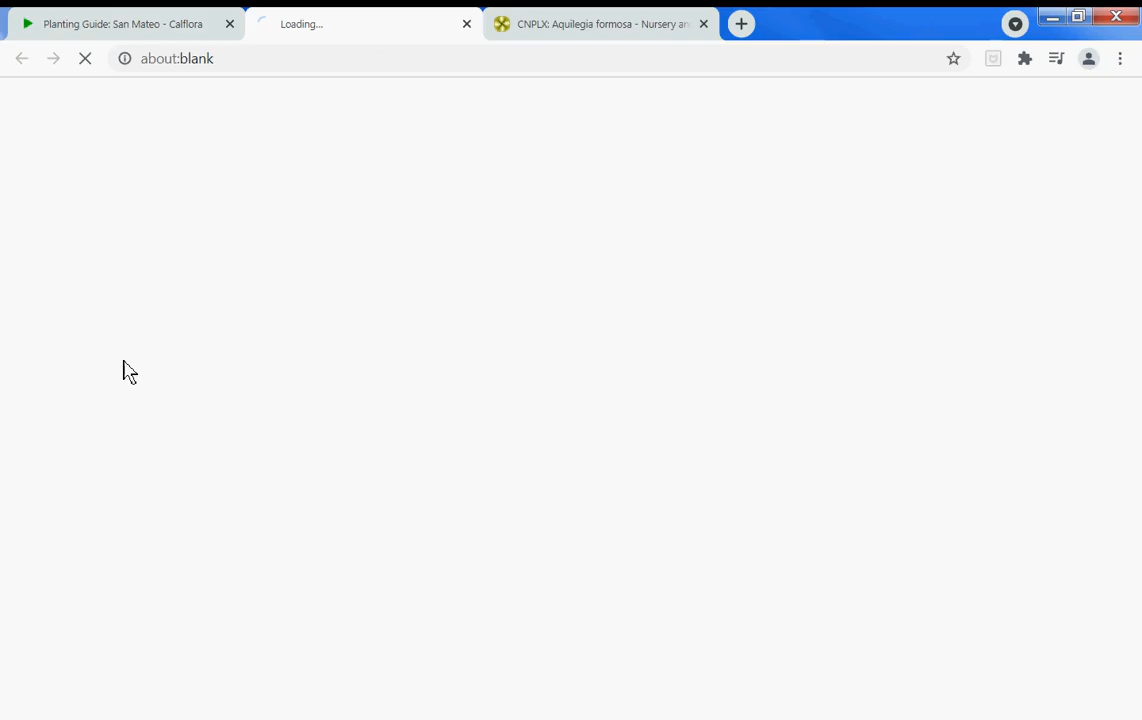 Planting Guide: San Mateo - Calflora
Loading...
CNPLX: Aquilegia formosa - Nursery an
about:blank